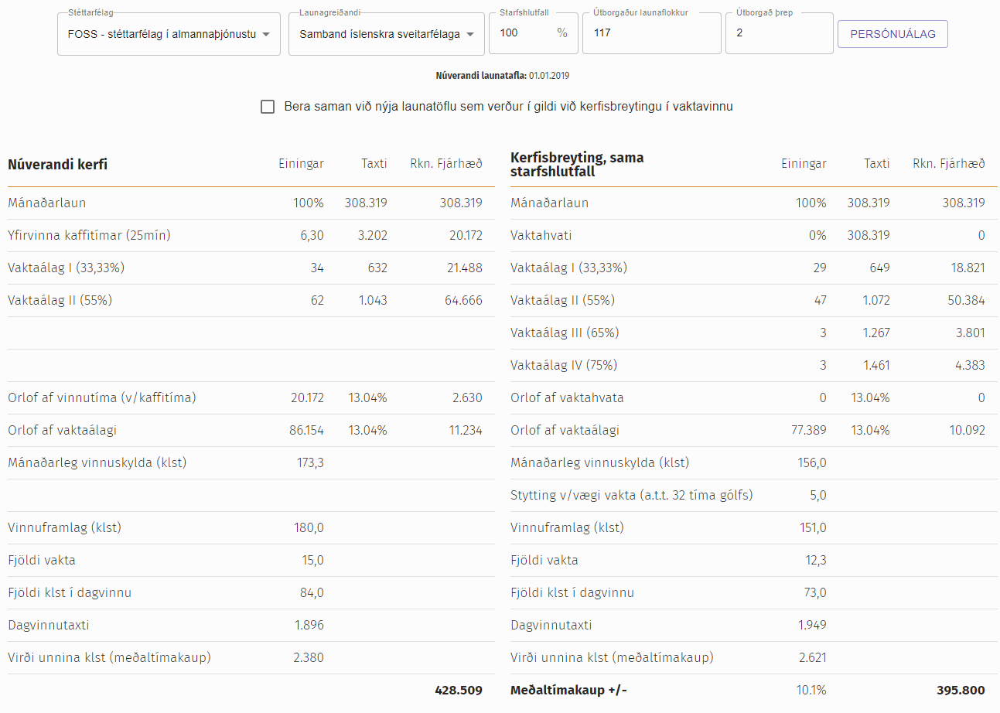 Stéttarfélag Launagreiðandi Starfshlutfall Útborgaður launaflokkur Útborgað þrep
FOSS - stéttarfélag í almannaþjónustu Samband íslenskra sveitarfélaga 100 % 117 2 PERSÓNUÁLAG
Núverandi launatafla: 01.01.2019
Bera saman við nýja launatöflu sem verður í gildi við kerfisbreytingu í vaktavinnu
Núverandi kerfi Einingar Taxti Rkn. Fjárhæð
Mánaðarlaun 100% 308.319 308.319
Yfirvinna kaffitímar (25mín) 6,30 3.202 20.172
Vaktaálag I (33,33%) 34 632 21.488
Vaktaálag II (55%) 62 1.043 64.666
Orlof af vinnutíma (v/kaffitíma) 20.172 13.04% 2.630
Orlof af vaktaálagi 86.154 13.04% 11.234
Mánaðarleg vinnuskylda (klst) 173,3
Vinnuframlag (klst) 180,0
Fjöldi vakta 15,0
Fjöldi klst í dagvinnu 84,0
Dagvinnutaxti 1.896
Virði unnina klst (meðaltímakaup) 2.380
428.509
Kerfisbreyting, sama
starfshlutfall Einingar Taxti Rkn. Fjárhæð
Mánaðarlaun 100% 308.319 308.319
Vaktahvati 0% 308.319 0
Vaktaálag I (33,33%) 29 649 18.821
Vaktaálag II (55%) 47 1.072 50.384
Vaktaálag III (65%) 3 1.267 3.801
Vaktaálag IV (75%) 3 1.461 4.383
Orlof af vaktahvata 0 13.04% 0
Orlof af vaktaálagi 77.389 13.04% 10.092
Mánaðarleg vinnuskylda (klst) 156,0
Stytting v/vægi vakta (a.t.t. 32 tíma gólfs) 5,0
Vinnuframlag (klst) 151,0
Fjöldi vakta 12,3
Fjöldi klst í dagvinnu 73,0
Dagvinnutaxti 1.949
Virði unnina klst (meðaltímakaup) 2.621
Meðaltímakaup +/- 10.1% 395.800